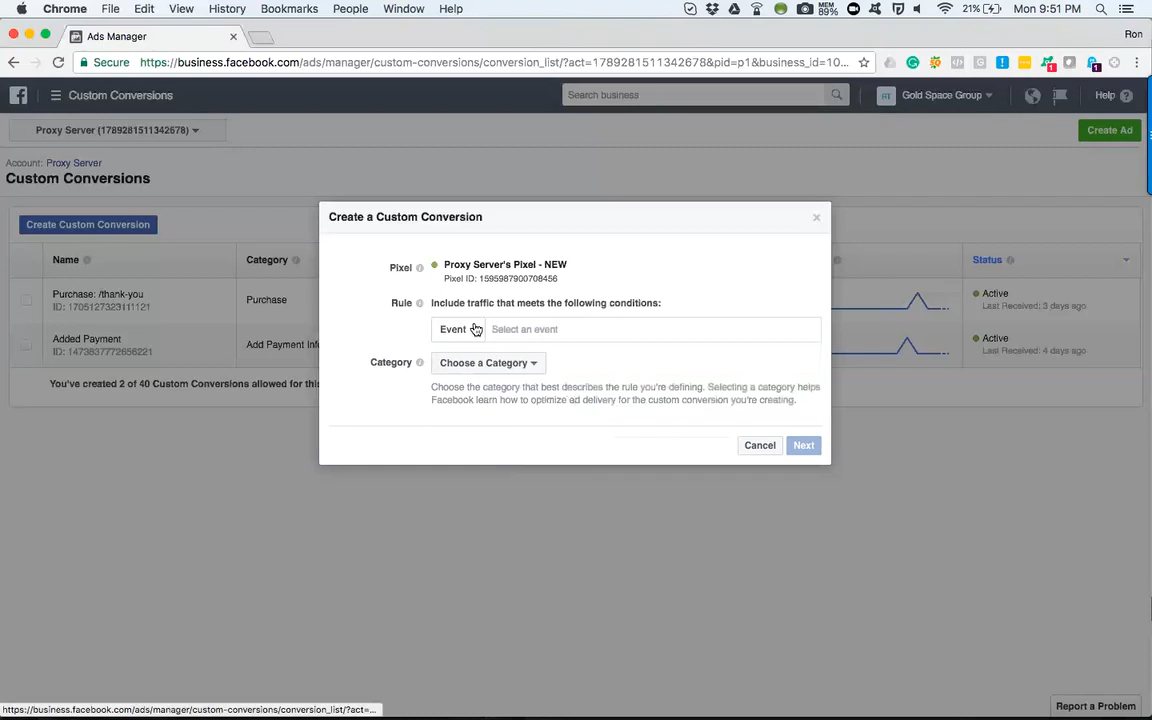 Chrome File Edit View History Bookmarks People Window Help MEM 89% 21% Mon 9:51 PM
Ads Manager Ron
Secure https://business.facebook.com/ads/manager/custom-conversions/conversion_list/?act=1789281511342678&pid=p1&business_id=10...
Custom Conversions Search business Gold Space Group Help
Proxy Server (1789281511342678) Create Ad
Account: Proxy Server
Custom Conversions
Create Custom Conversion
Name Category Status
Purchase: /thank-you
ID: 1705127323111121
Purchase
Active
Last Received: 3 days ago
Added Payment
ID: 1473837772656221
Add Payment Info
Active
Last Received: 4 days ago
You've created 2 of 40 Custom Conversions allowed for this
Create a Custom Conversion
Pixel Proxy Server's Pixel - NEW
Pixel ID: 1595987900708456
Rule Include traffic that meets the following conditions:
Event Select an event
Category Choose a Category
Choose the category that best describes the rule you're defining. Selecting a category helps
Facebook learn how to optimize ad delivery for the custom conversion you're creating.
Cancel Next
https://business.facebook.com/ads/manager/custom-conversions/conversion_list/?act=...
Report a Problem